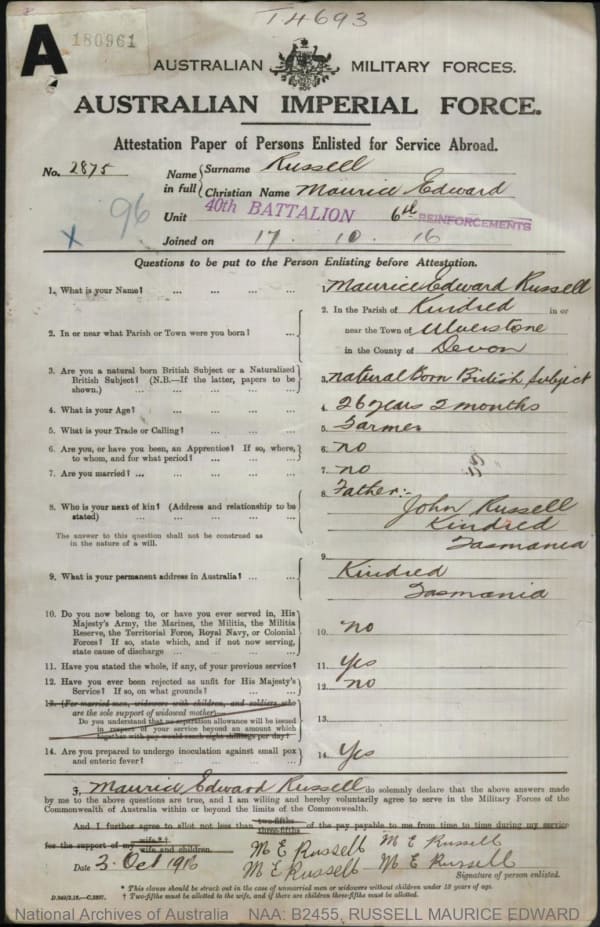 T4693
A 180961
AUSTRALIAN MILITARY FORCES.
AUSTRALIAN IMPERIAL FORCE.
Attestation Paper of Persons Enlisted for Service Abroad.
No. 2875 Name in full { Surname Russell
Christian Name Maurice Edward
96 Unit 40th BATTALION 6th REINFORCEMENTS
x Joined on 17 . 10 . 16
Questions to be put to the Person Enlisting before Attestation.
1. What is your Name? ... ... ... ... 1. Maurice Edward Russell
2. In or near what Parish or Town were you born? ... 2. In the Parish of Kindred in or
near the Town of Ulverstone
in the County of Devon
3. Are you a natural born British Subject or a Naturalized
British Subject? (N.B.—If the latter, papers to be
shown.) ... ... ... ... 3. natural Born British Subject
4. What is your Age? ... ... ... ... 4. 26 years 2 months
5. What is your Trade or Calling? ... ... ... 5. Farmer
6. Are you, or have you been, an Apprentice? If so, where,
to whom, and for what period? ... ... ... 6. no
7. Are you married? ... ... ... ... 7. no
8. Who is your next of kin? (Address and relationship to be
stated) ... ... ... ... 8. Father:-
John Russell
Kindred
Tasmania
The answer to this question shall not be construed as
in the nature of a will.
9. What is your permanent address in Australia? ... ... 9. Kindred
Tasmania
10. Do you now belong to, or have you ever served in, His
Majesty's Army, the Marines, the Militia, the Militia
Reserve, the Territorial Force, Royal Navy, or Colonial
Forces? If so, state which, and if not now serving,
state cause of discharge ... ... ... 10. no
11. Have you stated the whole, if any, of your previous service? 11. Yes
12. Have you ever been rejected as unfit for His Majesty's
Service? If so, on what grounds? ... ... 12. no
13. (For married men, widowers with children, and soldiers who
are the sole support of widowed mother)
Do you understand that no separation allowance will be issued
in respect of your service beyond an amount which
together with pay would reach eight shillings per day? 13.
14. Are you prepared to undergo inoculation against small pox
and enteric fever? ... ... ... ... 14. Yes
I, Maurice Edward Russell do solemnly declare that the above answers made
by me to the above questions are true, and I am willing and hereby voluntarily agree to serve in the Military Forces of the
Commonwealth of Australia within or beyond the limits of the Commonwealth.
And I further agree to allot not less than two-fifths three-fifths of the pay payable to me from time to time during my service
for the support of my wife*† wife and children.
M E Russell M E Russell
Date 3. Oct 1916 M E Russell M E Russell
Signature of person enlisted.
* This clause should be struck out in the case of unmarried men or widowers without children under 18 years of age.
† Two-fifths must be allotted to the wife, and if there are children three-fifths must be allotted.
National Archives of Australia NAA: B2455, RUSSELL MAURICE EDWARD